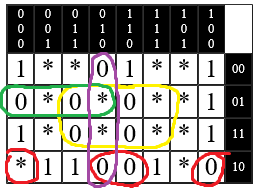 0 0 0 0 1 1 1 1
0 0 1 1 1 1 0 0
0 1 1 0 0 1 1 0
1 * * 0 1 * * 1 00
0 * 0 * 0 * * 1 01
1 * 0 * 0 * * 1 11
* 1 1 0 0 1 * 0 10